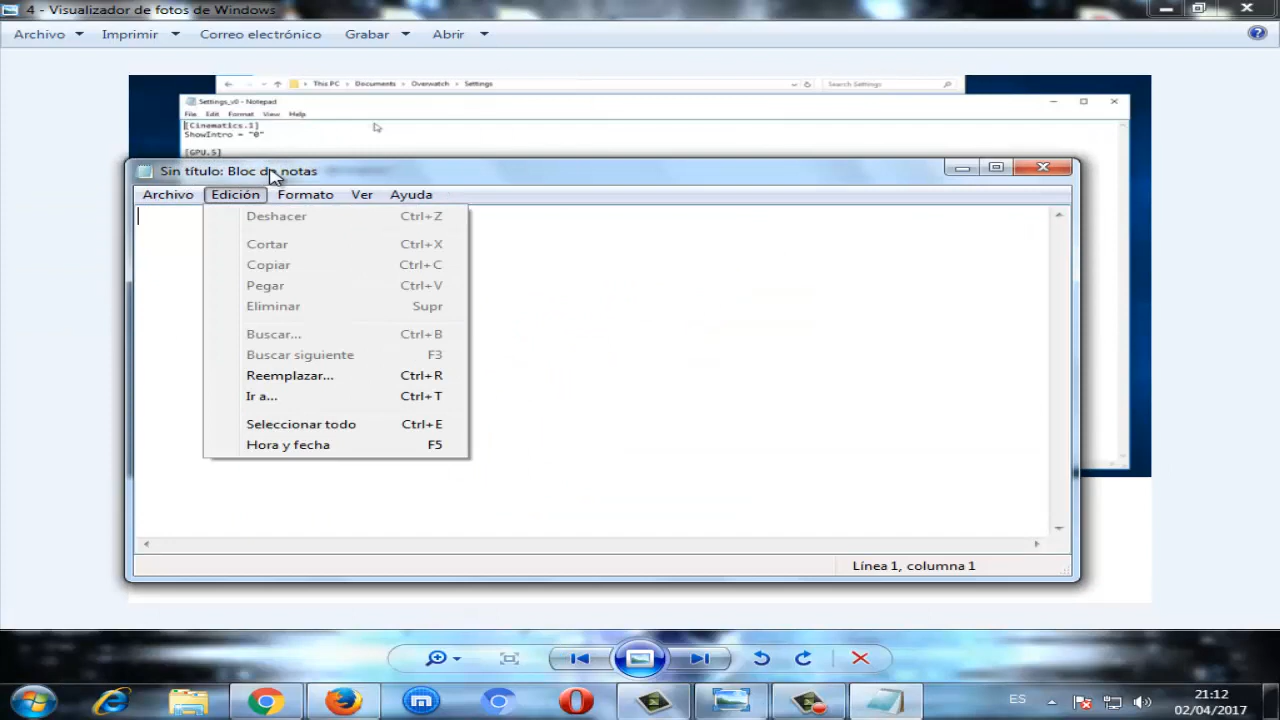 4 - Visualizador de fotos de Windows
Archivo Imprimir Correo electrónico Grabar Abrir
This PC Documents Overwatch Settings Search Settings
Settings_v0 - Notepad
File Edit Format View Help
[Cinematics.1]
ShowIntro = "0"
[GPU.5]
Sin título: Bloc de notas
Archivo Edición Formato Ver Ayuda
Deshacer Ctrl+Z
Cortar Ctrl+X
Copiar Ctrl+C
Pegar Ctrl+V
Eliminar Supr
Buscar... Ctrl+B
Buscar siguiente F3
Reemplazar... Ctrl+R
Ir a... Ctrl+T
Seleccionar todo Ctrl+E
Hora y fecha F5
Línea 1, columna 1
ES
21:12
02/04/2017